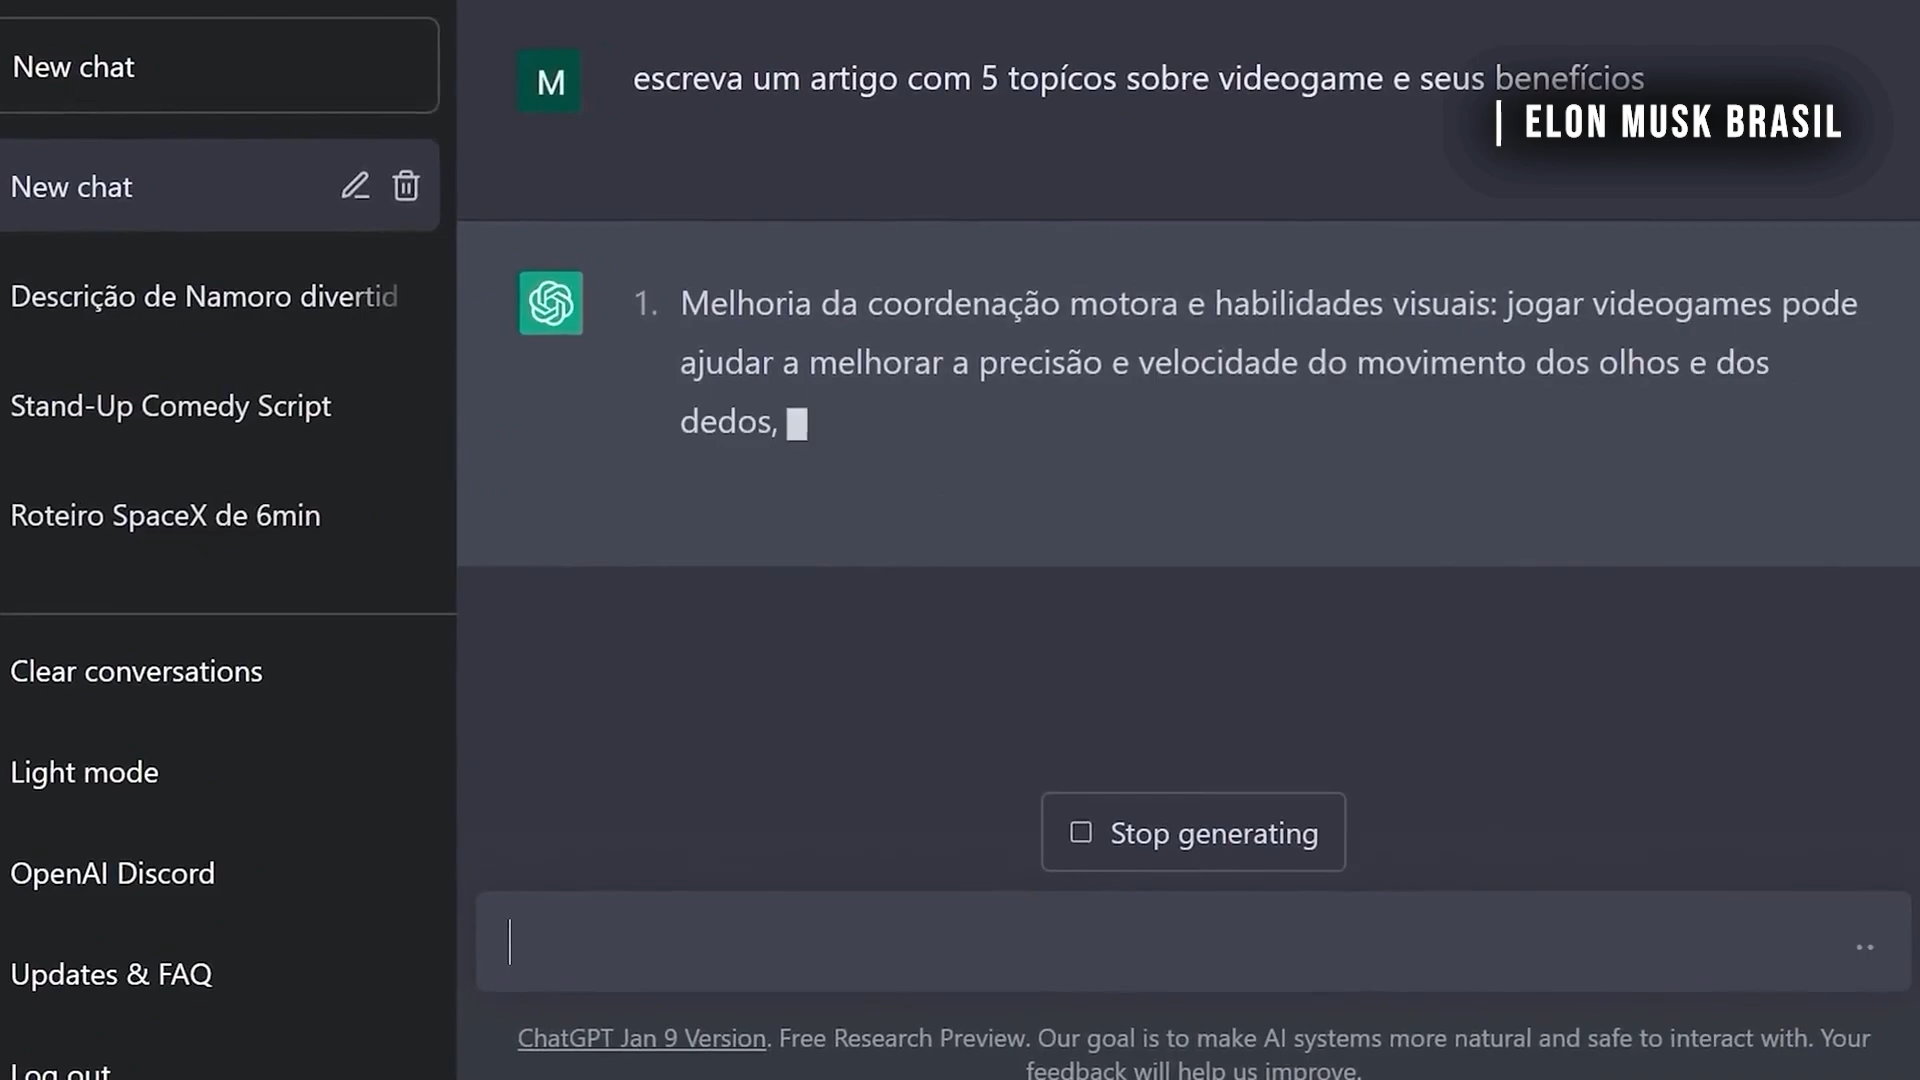 New chat
New chat
Descrição de Namoro divertid
Stand-Up Comedy Script
Roteiro SpaceX de 6min
Clear conversations
Light mode
OpenAI Discord
Updates & FAQ
Log out
M
escreva um artigo com 5 topícos sobre videogame e seus benefícios
| ELON MUSK BRASIL
1. Melhoria da coordenação motora e habilidades visuais: jogar videogames pode
ajudar a melhorar a precisão e velocidade do movimento dos olhos e dos
dedos,
Stop generating
ChatGPT Jan 9 Version. Free Research Preview. Our goal is to make AI systems more natural and safe to interact with. Your
feedback will help us improve.